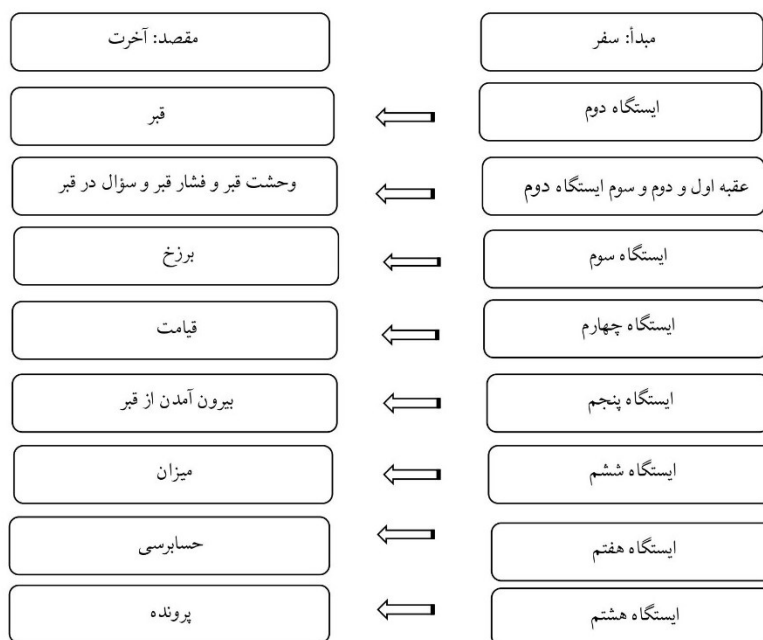 مبدأ: سفر
مقصد: آخرت
ایستگاه دوم
قبر
عقبه اول و دوم و سوم ایستگاه دوم
وحشت قبر و فشار قبر و سؤال در قبر
ایستگاه سوم
برزخ
ایستگاه چهارم
قیامت
ایستگاه پنجم
بیرون آمدن از قبر
ایستگاه ششم
میزان
ایستگاه هفتم
حسابرسی
ایستگاه هشتم
پرونده